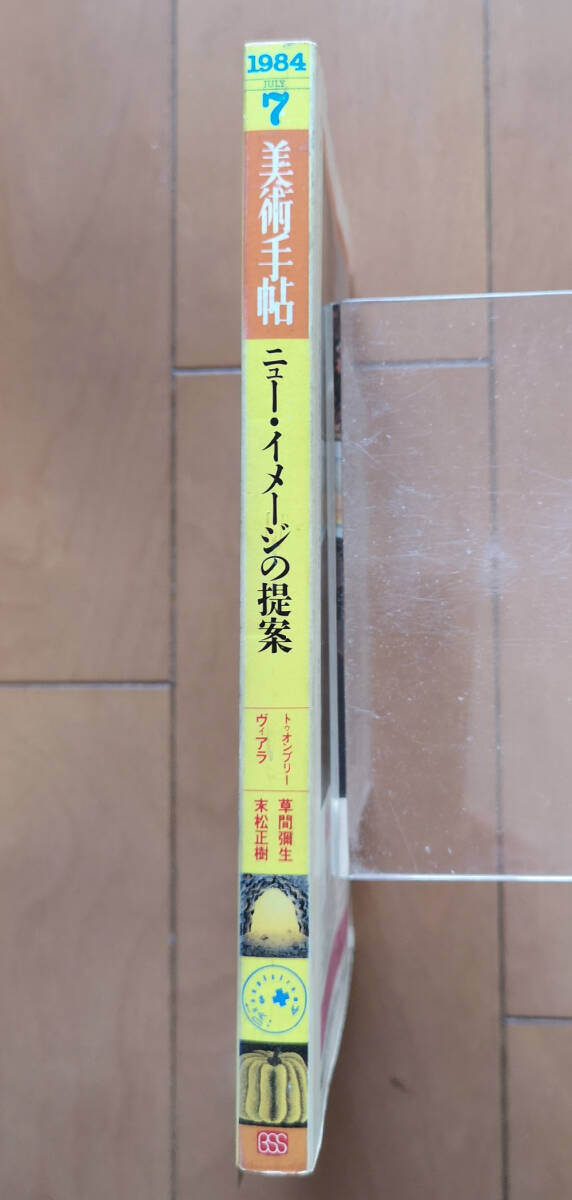 1984
JULY
7
美術手帖
ニュー・イメージの提案
トゥオンブリー
ヴィアラ
草間彌生
末松正樹
BSS